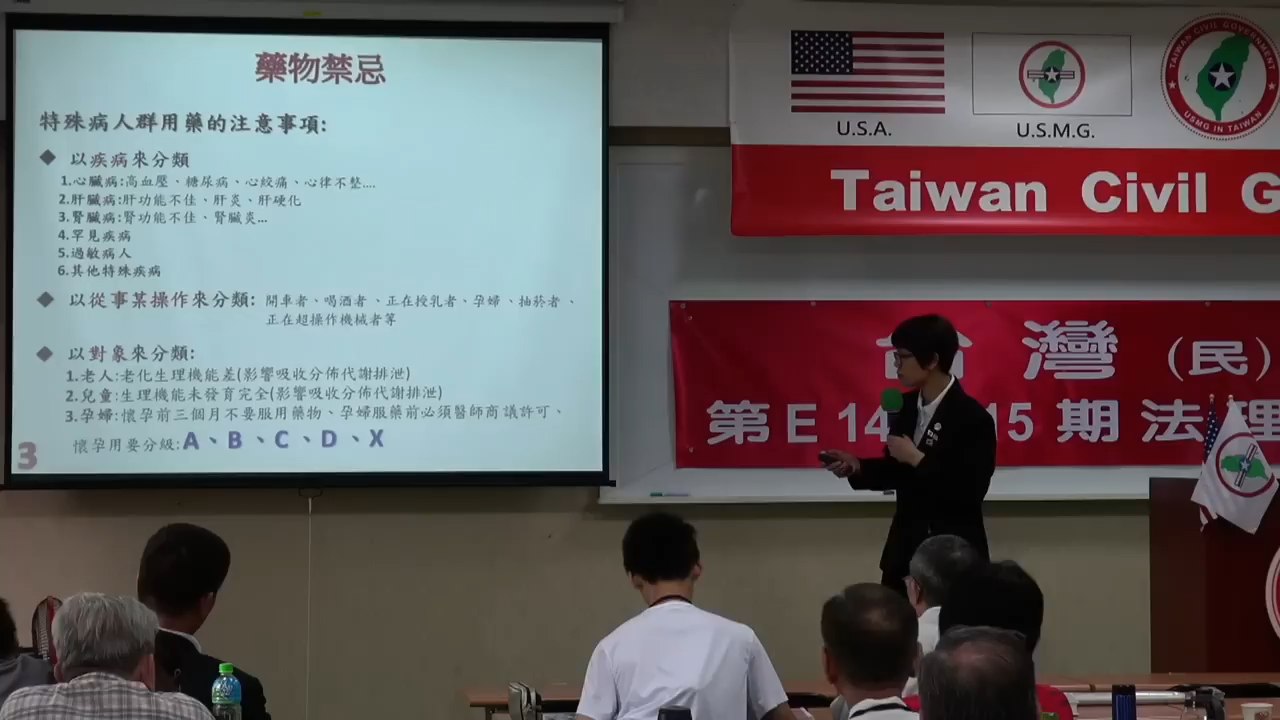 藥物禁忌
特殊病人群用藥的注意事項:
◆ 以疾病來分類
1.心臟病:高血壓、糖尿病、心絞痛、心律不整....
2.肝臟病:肝功能不佳、肝炎、肝硬化
3.腎臟病:腎功能不佳、腎臟炎...
4.罕見疾病
5.過敏病人
6.其他特殊疾病
◆ 以從事某操作來分類: 開車者、喝酒者、正在授乳者、孕婦、抽菸者、
正在超操作機械者等
◆ 以對象來分類:
1.老人:老化生理機能差(影響吸收分佈代謝排泄)
2.兒童:生理機能未發育完全(影響吸收分佈代謝排泄)
3.孕婦:懷孕前三個月不要服用藥物、孕婦服藥前必須醫師商議許可、
懷孕用要分級:A、B、C、D、X
3
U.S.A.
U.S.M.G.
TAIWAN CIVIL GOVERNMENT
USMG IN TAIWAN
Taiwan Civil G
灣 (民)
第E 14 15 期法理